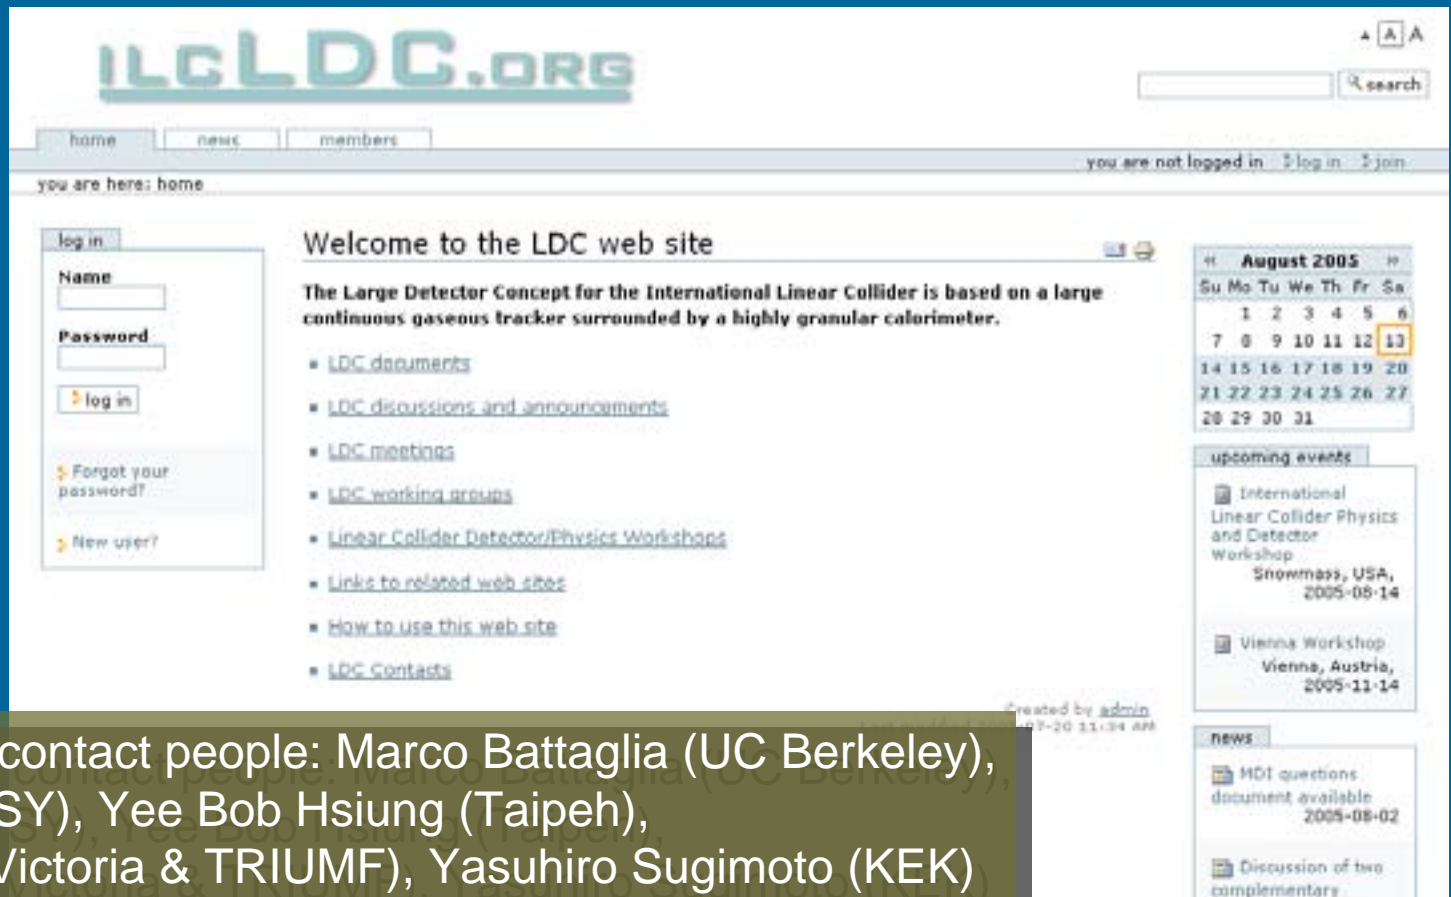 ILCLDC.ORG
A A A
search
home
news
members
you are not logged in log in join
you are here: home
log in
Name
Password
log in
Forgot your
password?
New user?
Welcome to the LDC web site
The Large Detector Concept for the International Linear Collider is based on a large
continuous gaseous tracker surrounded by a highly granular calorimeter.
LDC documents
LDC discussions and announcements
LDC meetings
LDC working groups
Linear Collider Detector/Physics Workshops
Links to related web sites
How to use this web site
LDC Contacts
Created by admin
07-20 11:34 AM
« August 2005 »
Su Mo Tu We Th Fr Sa
1 2 3 4 5 6
7 8 9 10 11 12 13
14 15 16 17 18 19 20
21 22 23 24 25 26 27
28 29 30 31
upcoming events
International
Linear Collider Physics
and Detector
Workshop
Snowmass, USA,
2005-08-14
Vienna Workshop
Vienna, Austria,
2005-11-14
news
MDI questions
document available
2005-08-02
Discussion of two
complementary
contact people: Marco Battaglia (UC Berkeley),
SY), Yee Bob Hsiung (Taipeh),
Victoria & TRIUMF), Yasuhiro Sugimoto (KEK)